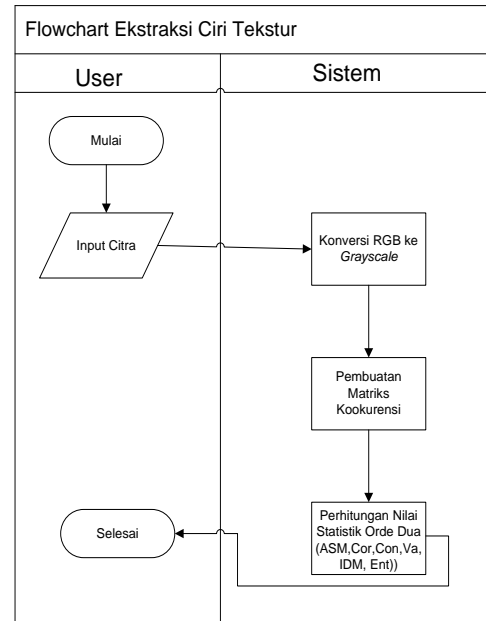 Flowchart Ekstraksi Ciri Tekstur
User
Sistem
Mulai
Input Citra
Konversi RGB ke
Grayscale
Pembuatan
Matriks
Kookurensi
Perhitungan Nilai
Statistik Orde Dua
(ASM,Cor,Con,Va,
IDM, Ent))
Selesai